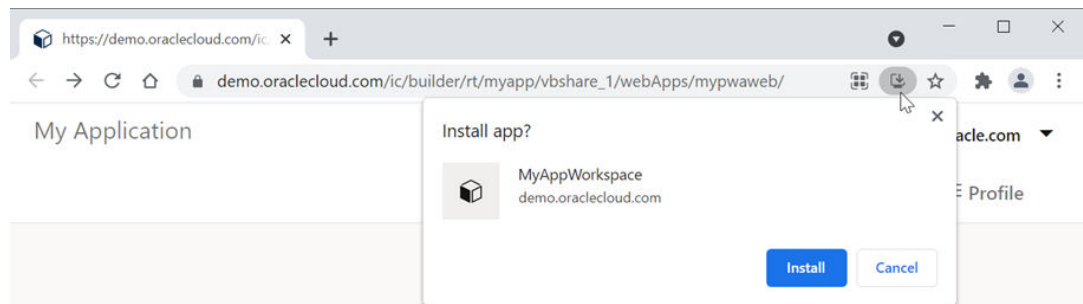 https://demo.oraclecloud.com/ic
demo.oraclecloud.com/ic/builder/rt/myapp/vbshare_1/webApps/mypwaweb/
My Application
Install app?
acle.com
MyAppWorkspace
demo.oraclecloud.com
Profile
Install
Cancel